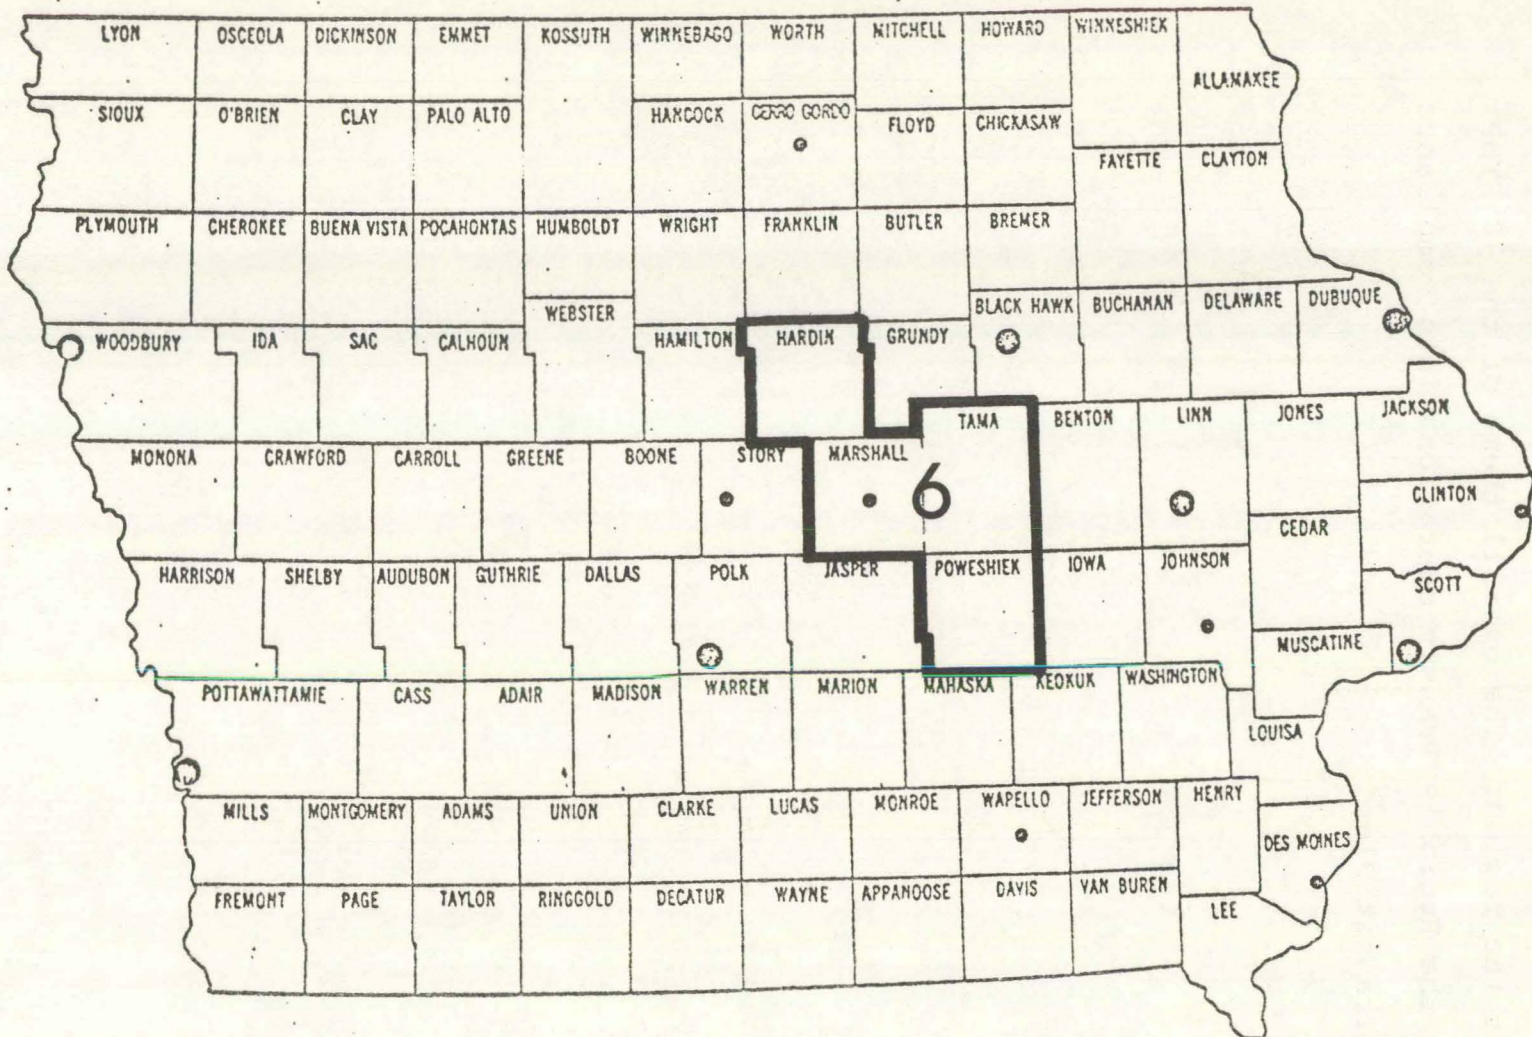 LYON OSCEOLA DICKINSON EMMET KOSSUTH WINNEBAGO WORTH MITCHELL HOWARD WINNESHIEK
ALLAMAKEE
SIOUX O'BRIEN CLAY PALO ALTO HANCOCK CERRO GORDO FLOYD CHICKASAW
FAYETTE CLAYTON
PLYMOUTH CHEROKEE BUENA VISTA POCAHONTAS HUMBOLDT WRIGHT FRANKLIN BUTLER BREMER
WEBSTER BLACK HAWK BUCHANAN DELAWARE DUBUQUE
WOODBURY IDA SAC CALHOUN HAMILTON HARDIN GRUNDY
TAMA BENTON LINN JONES JACKSON
MONONA CRAWFORD CARROLL GREENE BOONE STORY MARSHALL
6
CLINTON
CEDAR
HARRISON SHELBY AUDUBON GUTHRIE DALLAS POLK JASPER POWESHIEK IOWA JOHNSON
SCOTT
MUSCATINE
POTTAWATTAMIE CASS ADAIR MADISON WARREN MARION MAHASKA KEOKUK WASHINGTON
LOUISA
MILLS MONTGOMERY ADAMS UNION CLARKE LUCAS MONROE WAPELLO JEFFERSON HENRY
DES MOINES
FREMONT PAGE TAYLOR RINGGOLD DECATUR WAYNE APPANOOSE DAVIS VAN BUREN
LEE